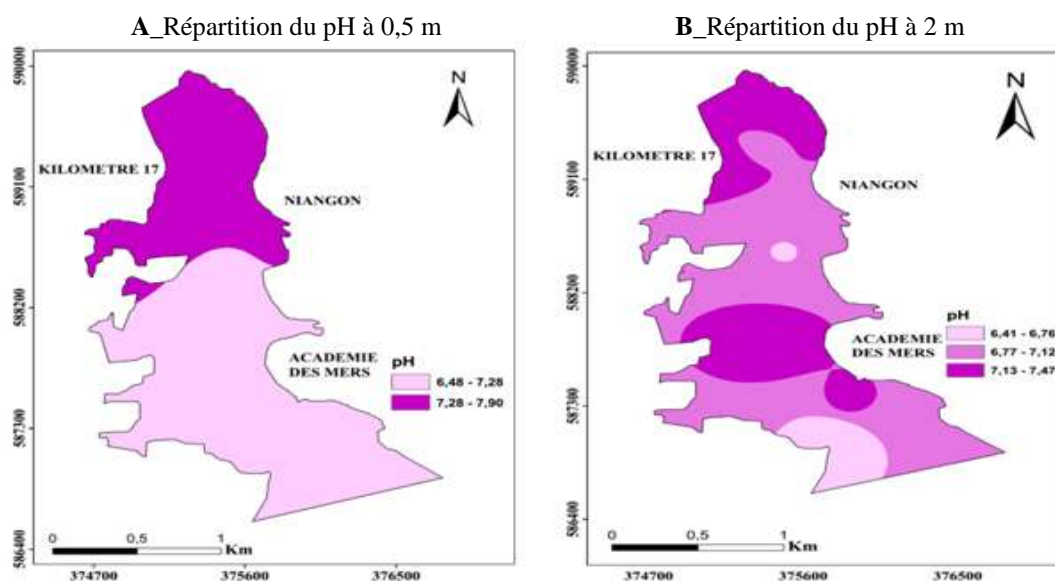 A_Répartition du pH à 0,5 m
590000
589100
588200
587300
586400
N
KILOMETRE 17
NIANGON
ACADEMIE
DES MERS
pH
6,48 - 7,28
7,28 - 7,90
0 0,5 1
Km
374700 375600 376500
B_Répartition du pH à 2 m
590000
589100
588200
587300
586400
N
KILOMETRE 17
NIANGON
ACADEMIE
DES MERS
pH
6,41 - 6,76
6,77 - 7,12
7,13 - 7,47
0 0,5 1
Km
374700 375600 376500